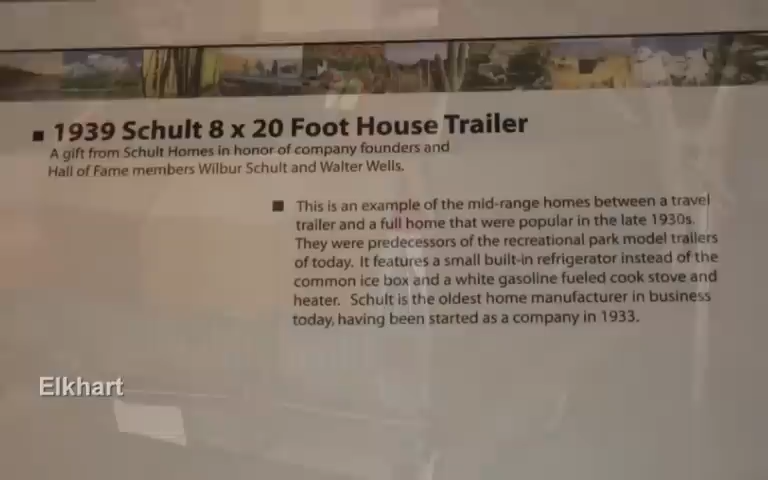 1939 Schult 8 x 20 Foot House Trailer
A gift from Schult Homes in honor of company founders and
Hall of Fame members Wilbur Schult and Walter Wells.
This is an example of the mid-range homes between a travel
trailer and a full home that were popular in the late 1930s.
They were predecessors of the recreational park model trailers
of today. It features a small built-in refrigerator instead of the
common ice box and a white gasoline fueled cook stove and
heater. Schult is the oldest home manufacturer in business
today, having been started as a company in 1933.
Elkhart